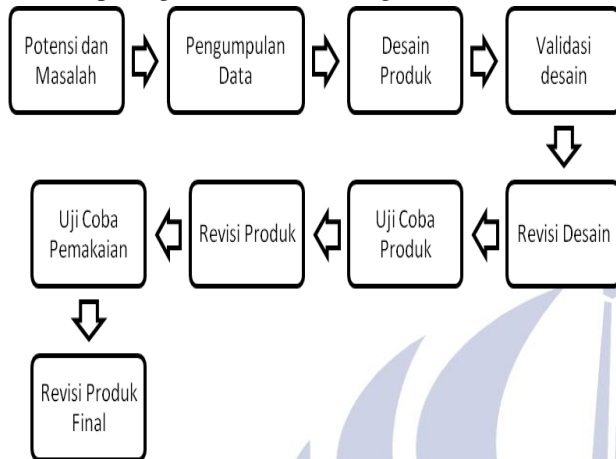 Potensi dan
Masalah
Pengumpulan
Data
Desain
Produk
Validasi
desain
Revisi Desain
Uji Coba
Produk
Revisi Produk
Uji Coba
Pemakaian
Revisi Produk
Final